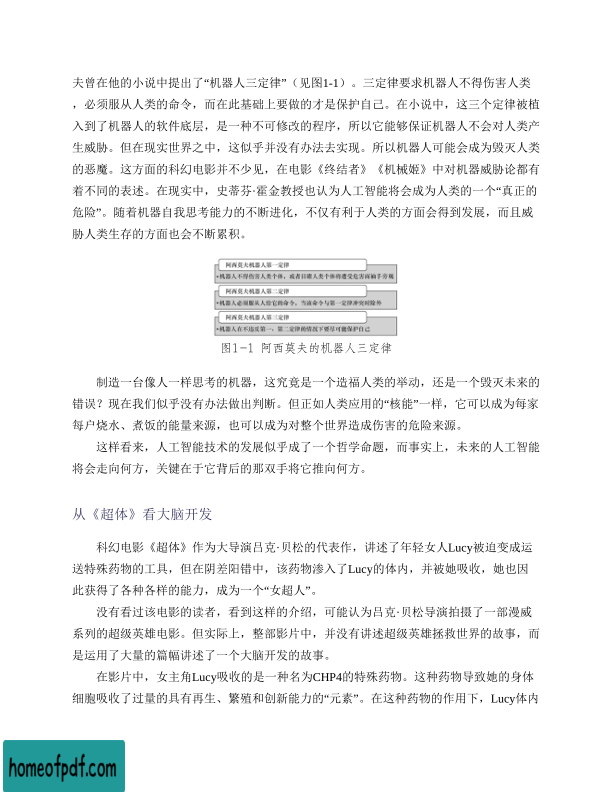 夫曾在他的小说中提出了“机器人三定律”（见图1-1）。三定律要求机器人不得伤害人类
，必须服从人类的命令，而在此基础上要做的才是保护自己。在小说中，这三个定律被植
入到了机器人的软件底层，是一种不可修改的程序，所以它能够保证机器人不会对人类产
生威胁。但在现实世界之中，这似乎并没有办法去实现。所以机器人可能会成为毁灭人类
的恶魔。这方面的科幻电影并不少见，在电影《终结者》《机械姬》中对机器威胁论都有
着不同的表述。在现实中，史蒂芬·霍金教授也认为人工智能将会成为人类的一个“真正的
危险”。随着机器自我思考能力的不断进化，不仅有利于人类的方面会得到发展，而且威
胁人类生存的方面也会不断累积。
阿西莫夫机器人第一定律
•机器人不得伤害人类个体，或者目睹人类个体将遭受危害而袖手旁观
阿西莫夫机器人第二定律
•机器人必须服从人给它的命令，当该命令与第一定律冲突时除外
阿西莫夫机器人第三定律
•机器人在不违反第一、第二定律的情况下要尽可能保护自己
图1-1 阿西莫夫的机器人三定律
制造一台像人一样思考的机器，这究竟是一个造福人类的举动，还是一个毁灭未来的
错误？现在我们似乎没有办法做出判断。但正如人类应用的“核能”一样，它可以成为每家
每户烧水、煮饭的能量来源，也可以成为对整个世界造成伤害的危险来源。
这样看来，人工智能技术的发展似乎成了一个哲学命题，而事实上，未来的人工智能
将会走向何方，关键在于它背后的那双手将它推向何方。
从《超体》看大脑开发
科幻电影《超体》作为大导演吕克·贝松的代表作，讲述了年轻女人Lucy被迫变成运
送特殊药物的工具，但在阴差阳错中，该药物渗入了Lucy的体内，并被她吸收，她也因
此获得了各种各样的能力，成为一个“女超人”。
没有看过该电影的读者，看到这样的介绍，可能认为吕克·贝松导演拍摄了一部漫威
系列的超级英雄电影。但实际上，整部影片中，并没有讲述超级英雄拯救世界的故事，而
是运用了大量的篇幅讲述了一个大脑开发的故事。
在影片中，女主角Lucy吸收的是一种名为CHP4的特殊药物。这种药物导致她的身体
细胞吸收了过量的具有再生、繁殖和创新能力的“元素”。在这种药物的作用下，Lucy体内
homeofpdf.com